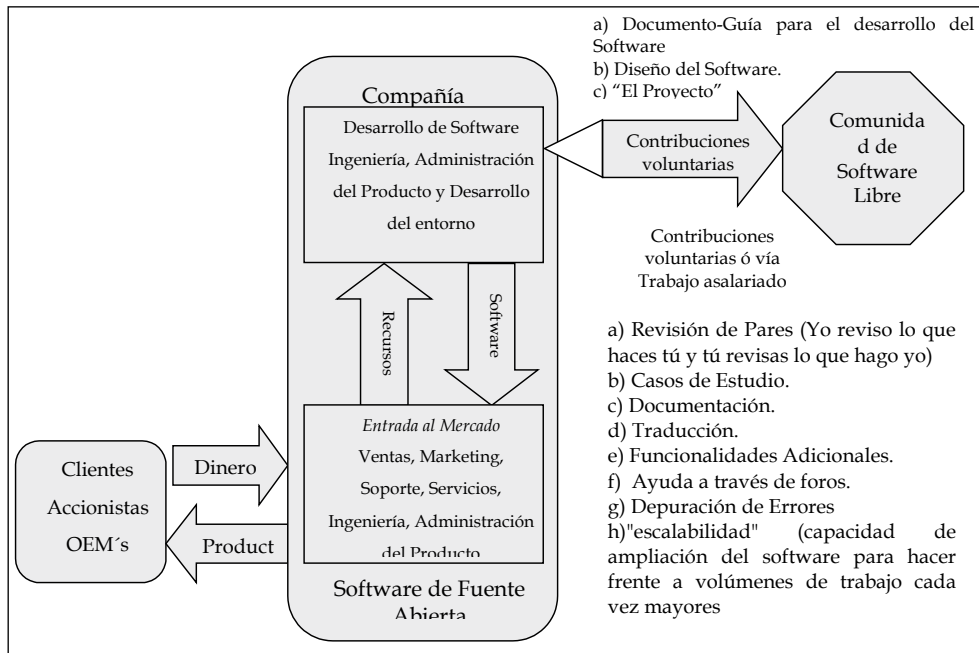 a) Documento-Guía para el desarrollo del
Software
b) Diseño del Software.
c) “El Proyecto”
Compañía
Desarrollo de Software
Ingeniería, Administración
del Producto y Desarrollo
del entorno
Contribuciones
voluntarias
Comunida
d de
Software
Libre
Contribuciones
voluntarias ó vía
Trabajo asalariado
Recursos
Software
a) Revisión de Pares (Yo reviso lo que
haces tú y tú revisas lo que hago yo)
b) Casos de Estudio.
c) Documentación.
d) Traducción.
e) Funcionalidades Adicionales.
f) Ayuda a través de foros.
g) Depuración de Errores
h)"escalabilidad" (capacidad de
ampliación del software para hacer
frente a volúmenes de trabajo cada
vez mayores
Entrada al Mercado
Ventas, Marketing,
Soporte, Servicios,
Ingeniería, Administración
del Producto
Clientes
Accionistas
OEM´s
Dinero
Product
Software de Fuente
Abierta